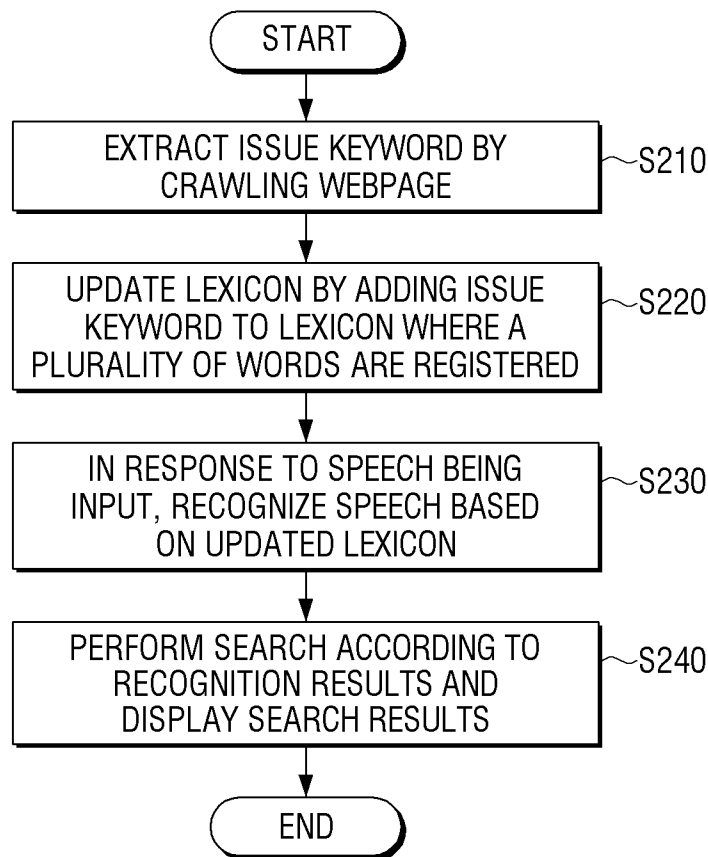 START
EXTRACT ISSUE KEYWORD BY
CRAWLING WEBPAGE
S210
UPDATE LEXICON BY ADDING ISSUE
KEYWORD TO LEXICON WHERE A
PLURALITY OF WORDS ARE REGISTERED
S220
IN RESPONSE TO SPEECH BEING
INPUT, RECOGNIZE SPEECH BASED
ON UPDATED LEXICON
S230
PERFORM SEARCH ACCORDING TO
RECOGNITION RESULTS AND
DISPLAY SEARCH RESULTS
S240
END